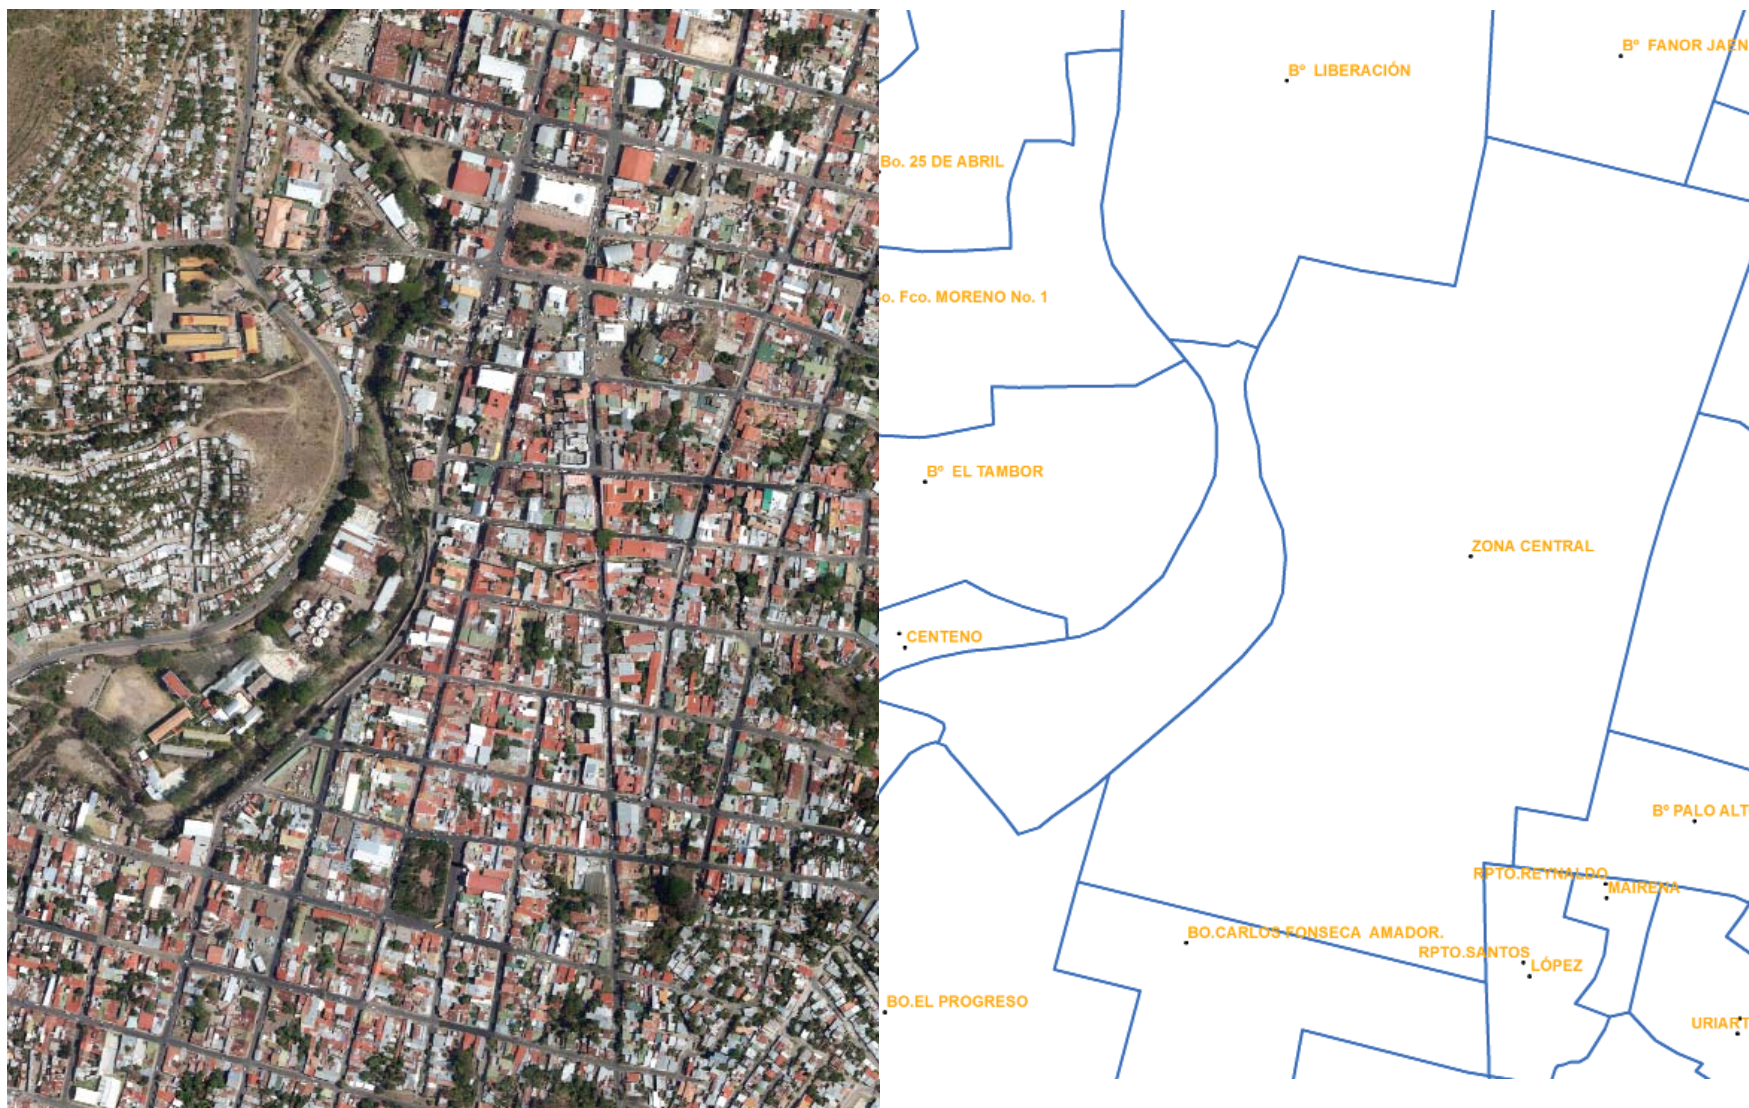 Bº FANOR JAEN
Bº LIBERACIÓN
Bo. 25 DE ABRIL
o. Fco. MORENO No. 1
Bº EL TAMBOR
ZONA CENTRAL
CENTENO
Bº PALO ALT
RPTO.REYNALDO
MAIRENA
BO.CARLOS FONSECA AMADOR.
RPTO.SANTOS
LÓPEZ
BO.EL PROGRESO
URIART